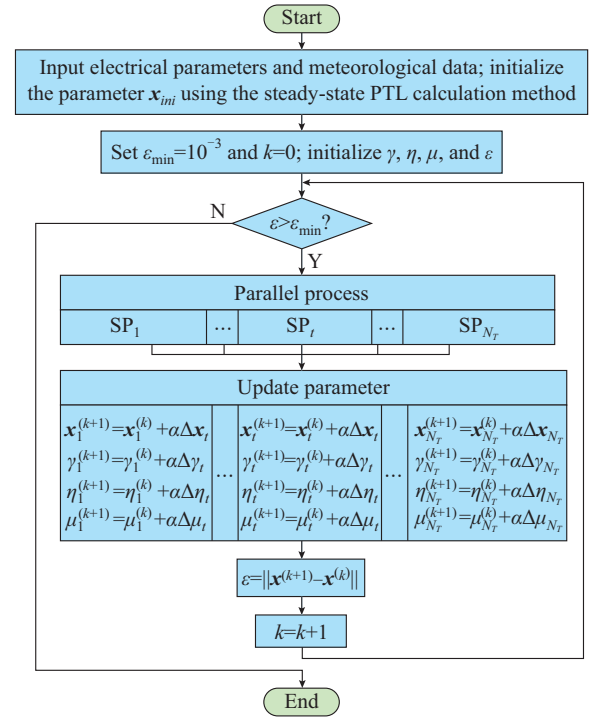 Start
Input electrical parameters and meteorological data; initialize
the parameter x_ini using the steady-state PTL calculation method
Set ε_min=10^−3 and k=0; initialize γ, η, μ, and ε
N
ε>ε_min?
Y
Parallel process
SP_1 ... SP_t ... SP_{N_T}
Update parameter
x_1^(k+1)=x_1^(k)+αΔx_t x_t^(k+1)=x_t^(k)+αΔx_t x_{N_T}^(k+1)=x_{N_T}^(k)+αΔx_{N_T}
γ_1^(k+1)=γ_1^(k)+αΔγ_t ... γ_t^(k+1)=γ_t^(k)+αΔγ_t ... γ_{N_T}^(k+1)=γ_{N_T}^(k)+αΔγ_{N_T}
η_1^(k+1)=η_1^(k)+αΔη_t η_t^(k+1)=η_t^(k)+αΔη_t η_{N_T}^(k+1)=η_{N_T}^(k)+αΔη_{N_T}
μ_1^(k+1)=μ_1^(k)+αΔμ_t μ_t^(k+1)=μ_t^(k)+αΔμ_t μ_{N_T}^(k+1)=μ_{N_T}^(k)+αΔμ_{N_T}
ε=||x^(k+1)−x^(k)||
k=k+1
End